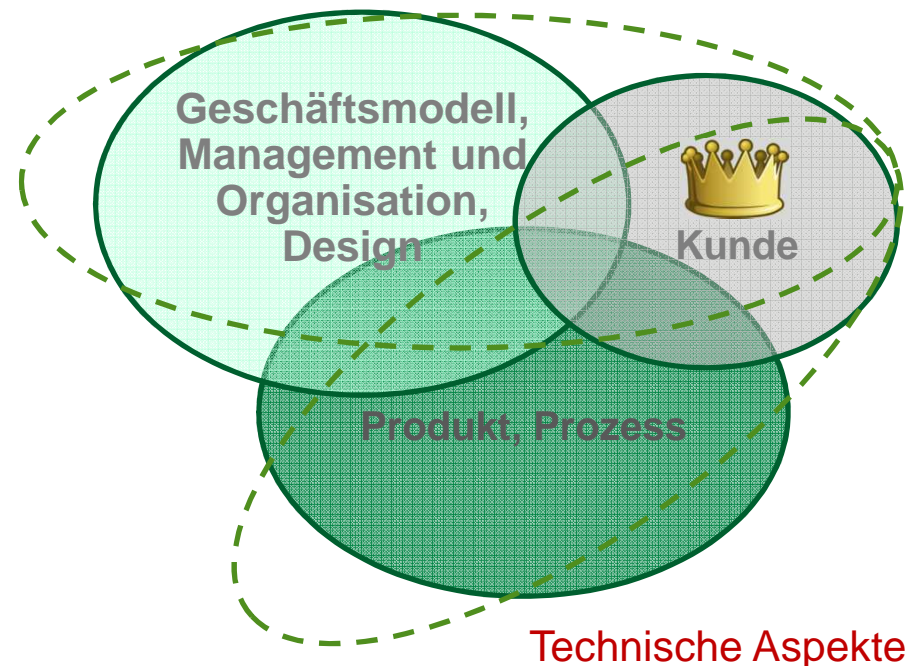 Geschäftsmodell,
Management und
Organisation,
Design
Kunde
Produkt, Prozess
Technische Aspekte